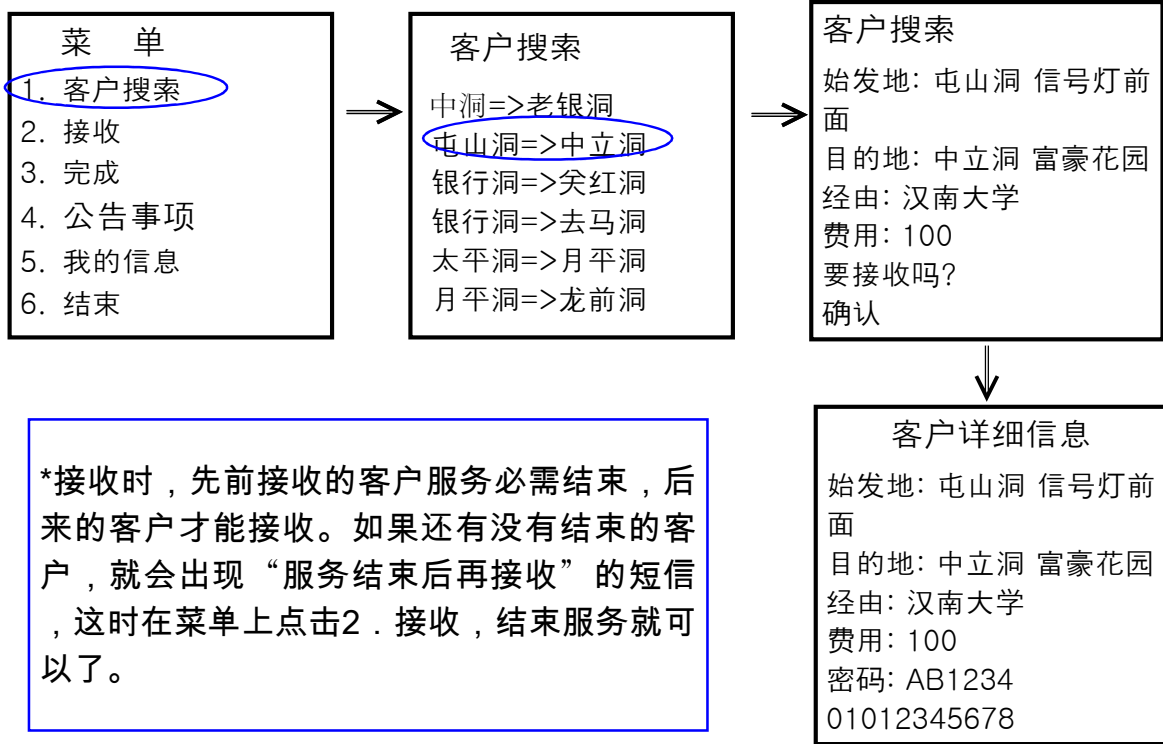 菜 单
1. 客户搜索
2. 接收
3. 完成
4. 公告事项
5. 我的信息
6. 结束
客户搜索
中洞=>老银洞
屯山洞=>中立洞
银行洞=>关红洞
银行洞=>去马洞
太平洞=>月平洞
月平洞=>龙前洞
客户搜索
始发地: 屯山洞 信号灯前
面
目的地: 中立洞 富豪花园
经由: 汉南大学
费用: 100
要接收吗?
确认
客户详细信息
始发地: 屯山洞 信号灯前
面
目的地: 中立洞 富豪花园
经由: 汉南大学
费用: 100
密码: AB1234
01012345678
*接收时，先前接收的客户服务必需结束，后
来的客户才能接收。如果还有没有结束的客
户，就会出现“服务结束后再接收”的短信
，这时在菜单上点击2．接收，结束服务就可
以了。